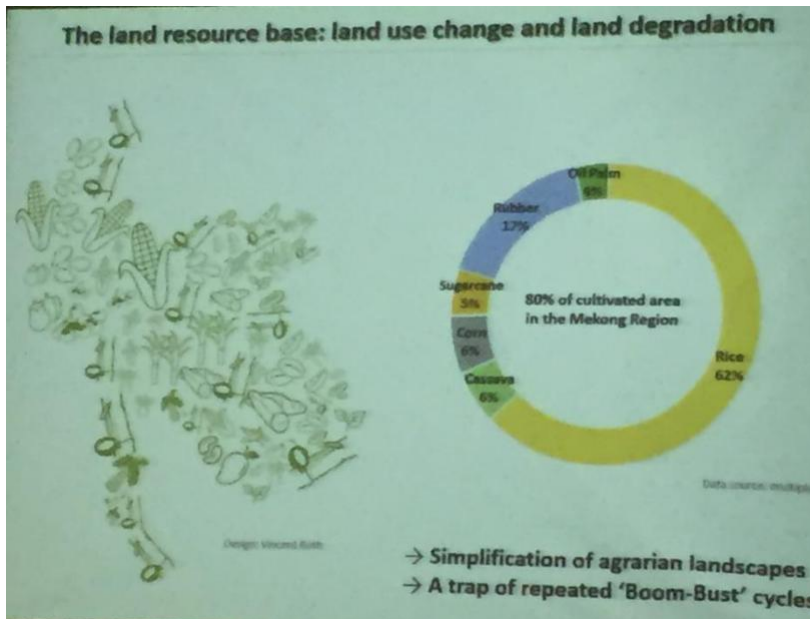 The land resource base: land use change and land degradation
Oil Palm
Rubber
17%
Sugarcane
5%
Corn
6%
Cassava
6%
Rice
62%
80% of cultivated area
in the Mekong Region
Data source: multiple
Design: Vincent
→ Simplification of agrarian landscapes
→ A trap of repeated 'Boom-Bust' cycles